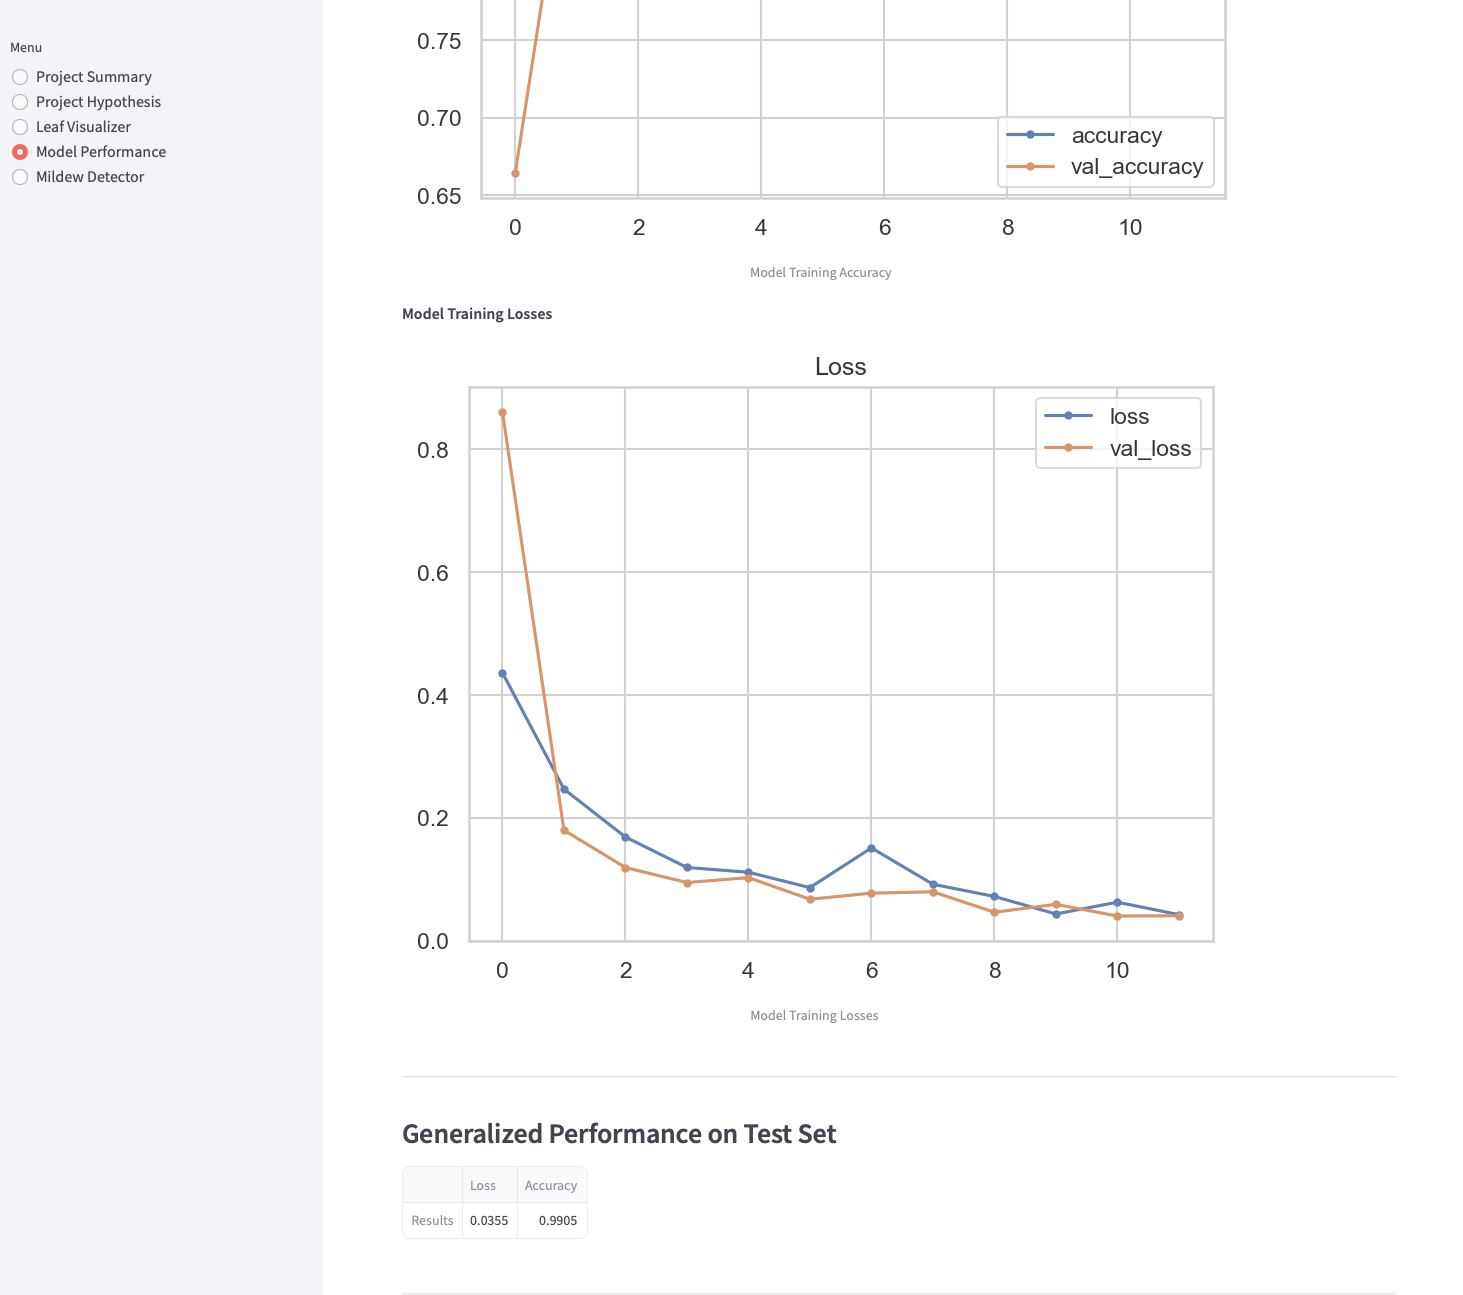 Menu
Project Summary
Project Hypothesis
Leaf Visualizer
Model Performance
Mildew Detector
0.75
0.70
0.65
accuracy
val_accuracy
0 2 4 6 8 10
Model Training Accuracy
Model Training Losses
Loss
loss
val_loss
0.8
0.6
0.4
0.2
0.0
0 2 4 6 8 10
Model Training Losses
Generalized Performance on Test Set
Loss Accuracy
Results 0.0355 0.9905